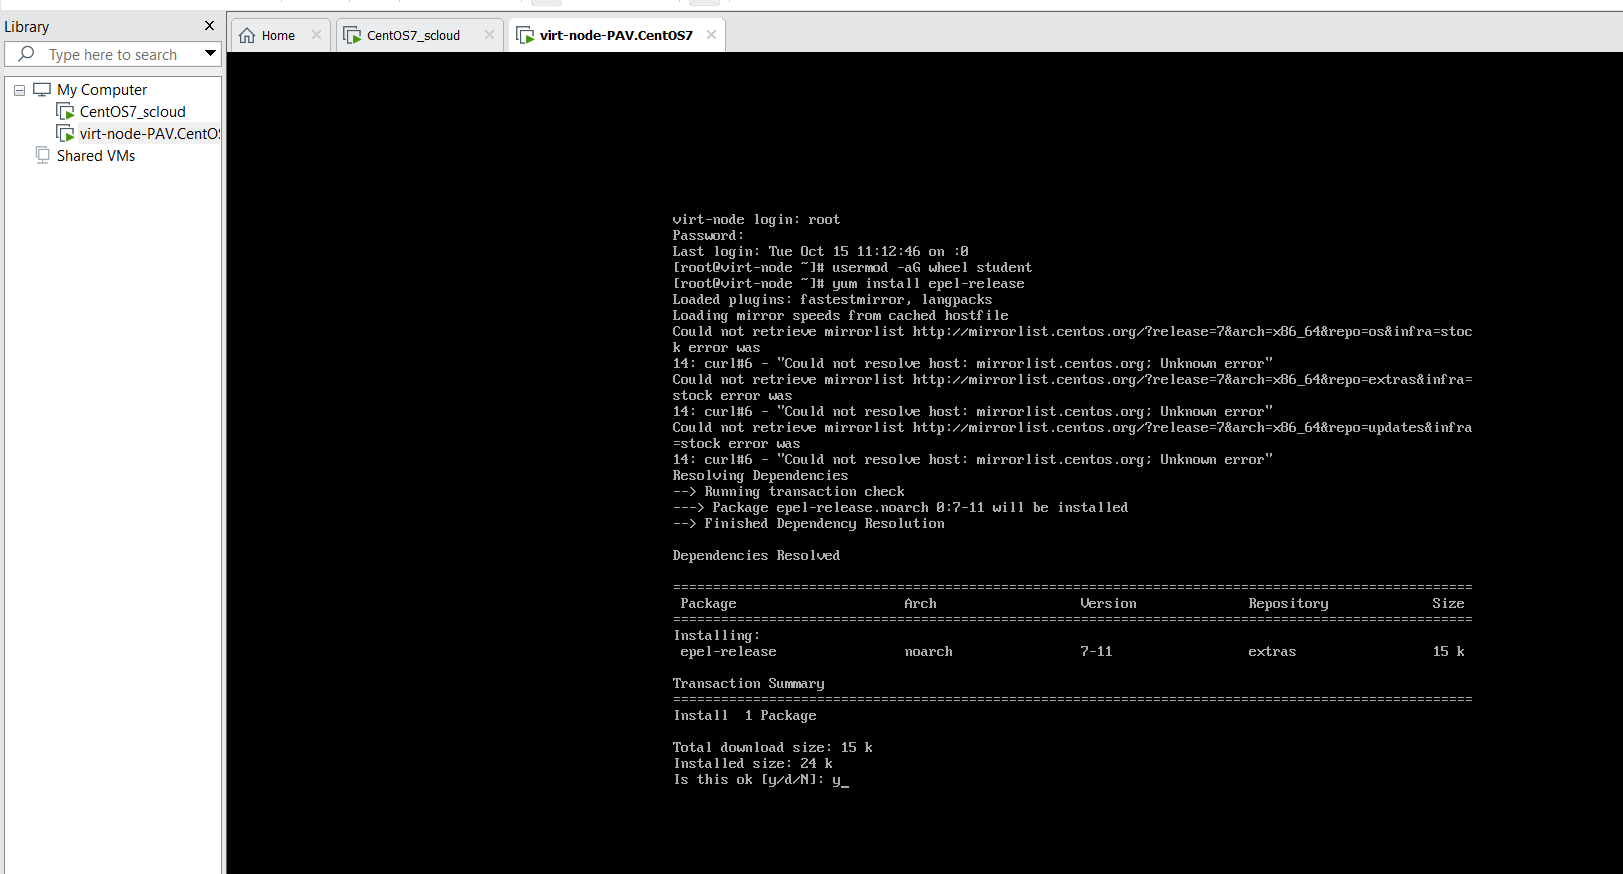 Library
Type here to search
My Computer
CentOS7_scloud
virt-node-PAV.CentOS
Shared VMs
Home
CentOS7_scloud
virt-node-PAV.CentOS7
virt-node login: root
Password:
Last login: Tue Oct 15 11:12:46 on :0
[root@virt-node ~]# usermod -aG wheel student
[root@virt-node ~]# yum install epel-release
Loaded plugins: fastestmirror, langpacks
Loading mirror speeds from cached hostfile
Could not retrieve mirrorlist http://mirrorlist.centos.org/?release=7&arch=x86_64&repo=os&infra=stoc
k error was
14: curl#6 - "Could not resolve host: mirrorlist.centos.org; Unknown error"
Could not retrieve mirrorlist http://mirrorlist.centos.org/?release=7&arch=x86_64&repo=extras&infra=
stock error was
14: curl#6 - "Could not resolve host: mirrorlist.centos.org; Unknown error"
Could not retrieve mirrorlist http://mirrorlist.centos.org/?release=7&arch=x86_64&repo=updates&infra
=stock error was
14: curl#6 - "Could not resolve host: mirrorlist.centos.org; Unknown error"
Resolving Dependencies
--> Running transaction check
---> Package epel-release.noarch 0:7-11 will be installed
--> Finished Dependency Resolution
Dependencies Resolved
====================================================================================================
Package Arch Version Repository Size
====================================================================================================
Installing:
epel-release noarch 7-11 extras 15 k
Transaction Summary
====================================================================================================
Install 1 Package
Total download size: 15 k
Installed size: 24 k
Is this ok [y/d/N]: y_